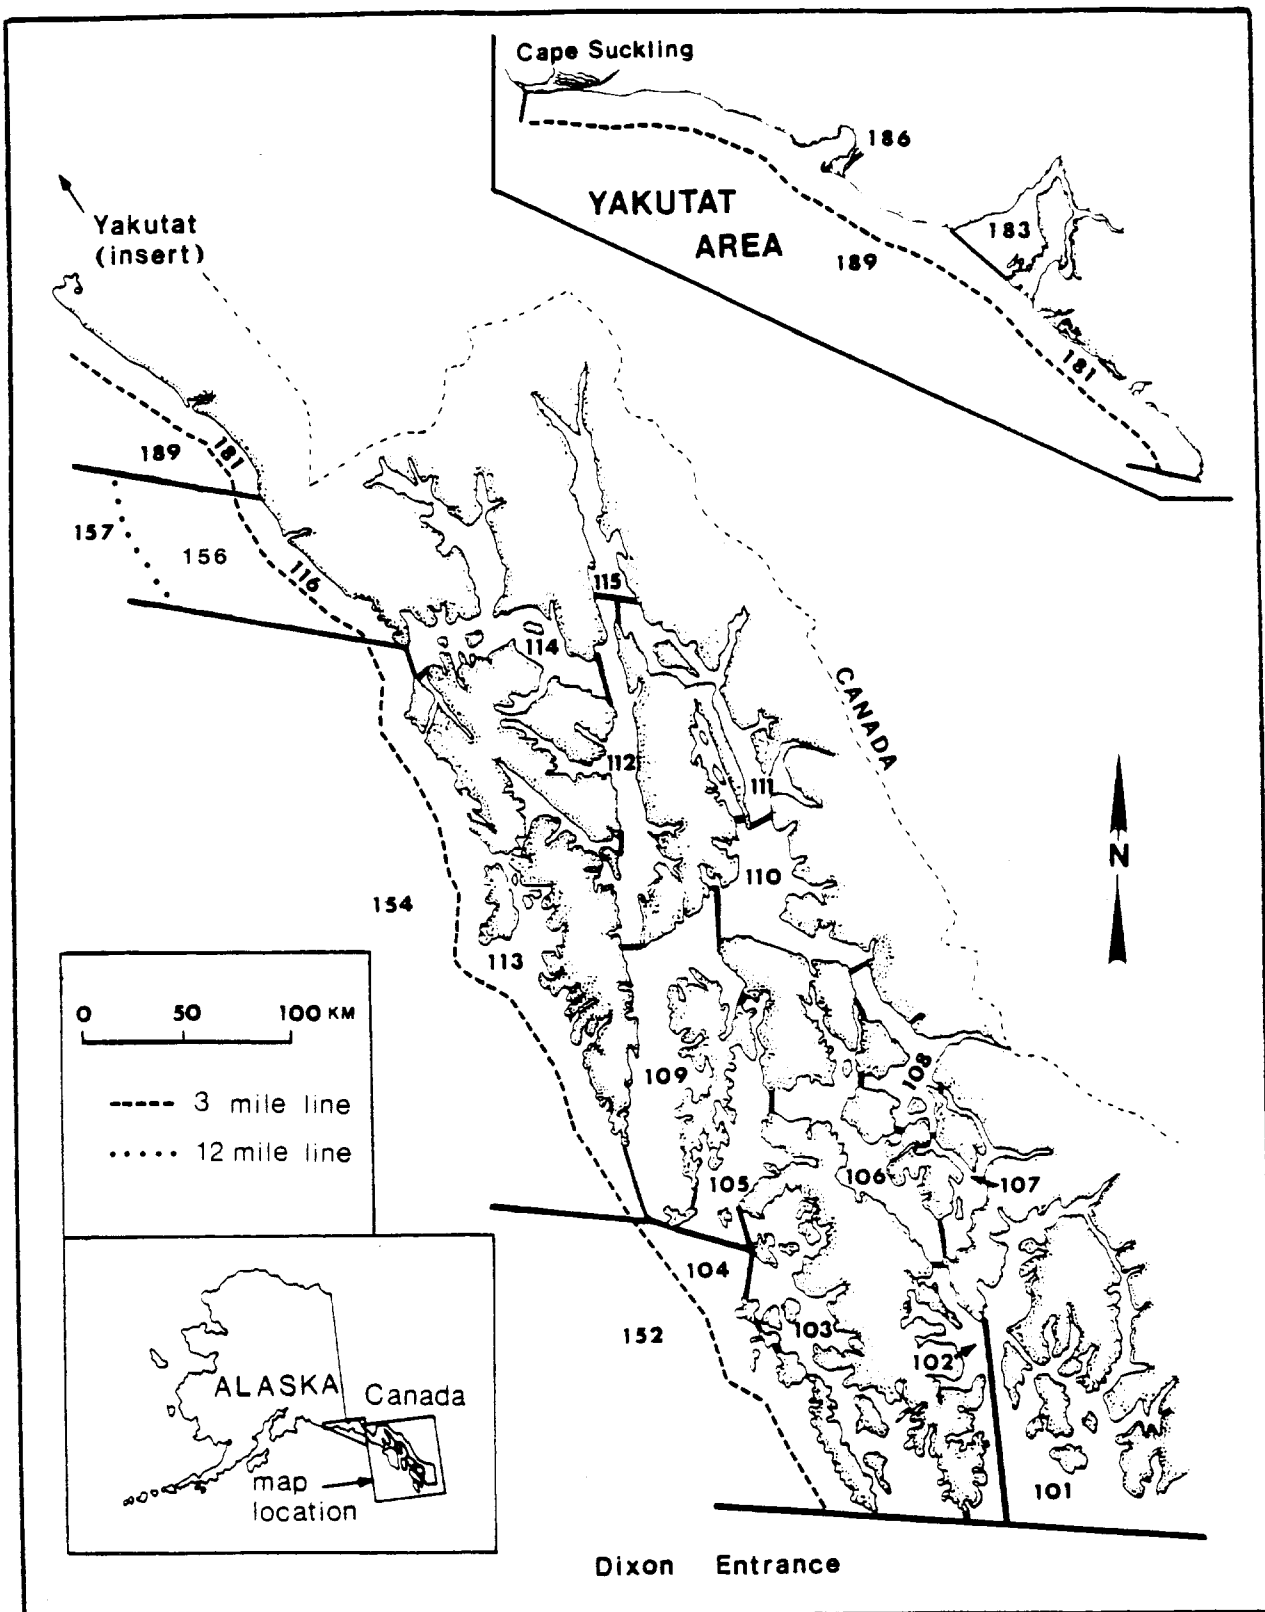 Cape Suckling
186
YAKUTAT
AREA
183
189
181
Yakutat
(insert)
189
181
157
156
116
115
114
CANADA
112
111
N
110
154
113
0 50 100 KM
109
108
3 mile line
12 mile line
105
106
107
104
152
103
102
ALASKA
Canada
map
location
101
Dixon Entrance